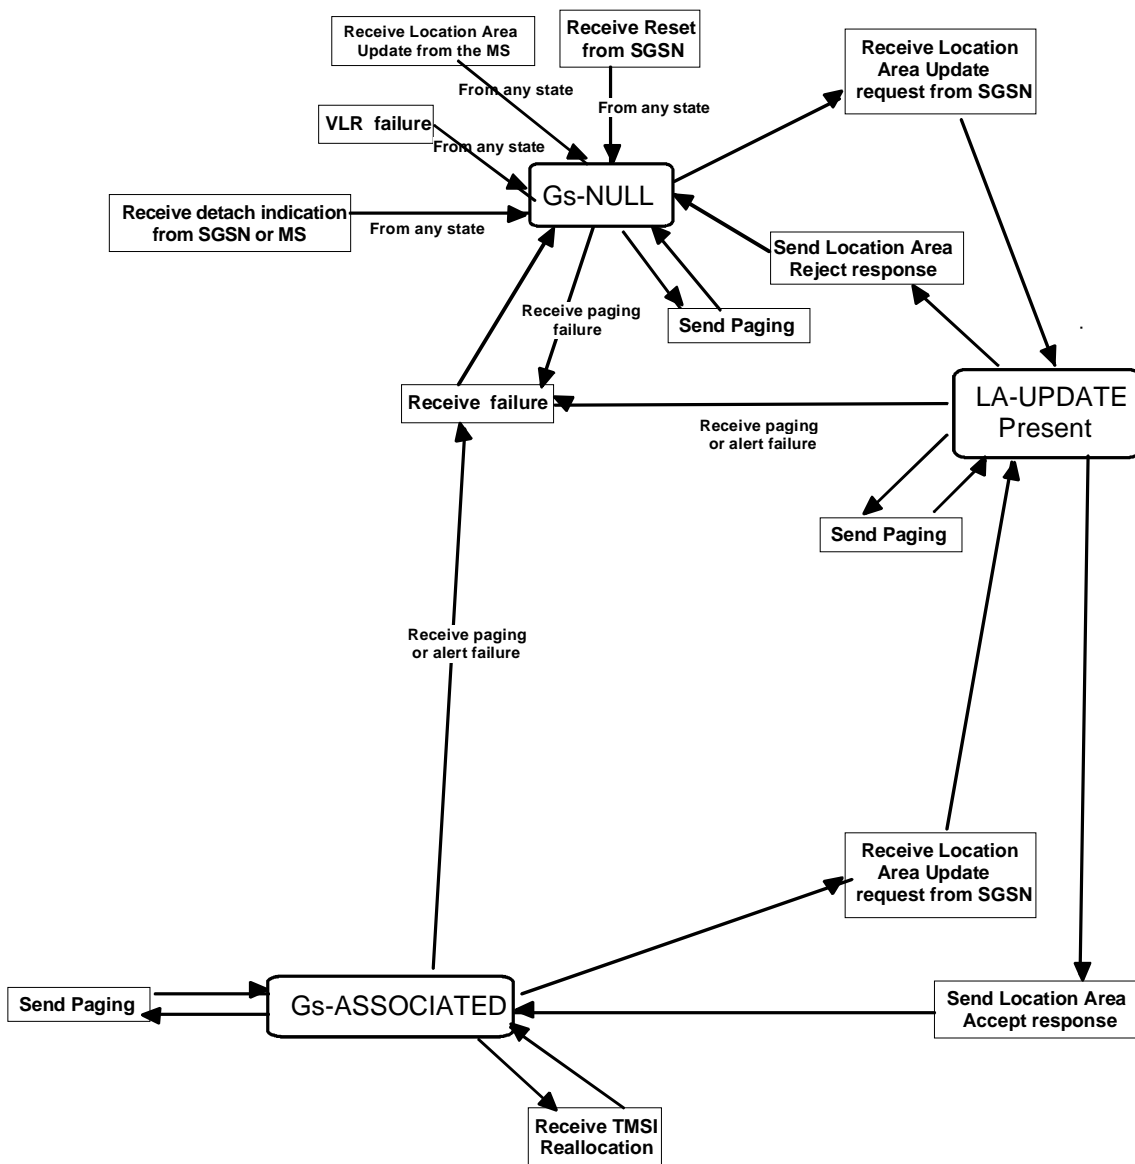 Receive Location Area
Update from the MS
Receive Reset
from SGSN
Receive Location
Area Update
request from SGSN
From any state
From any state
VLR failure
From any state
Gs-NULL
Receive detach indication
from SGSN or MS
From any state
Send Location Area
Reject response
Receive paging
failure
Send Paging
Receive failure
LA-UPDATE
Present
Receive paging
or alert failure
Send Paging
Receive paging
or alert failure
Receive Location
Area Update
request from SGSN
Send Paging
Gs-ASSOCIATED
Send Location Area
Accept response
Receive TMSI
Reallocation